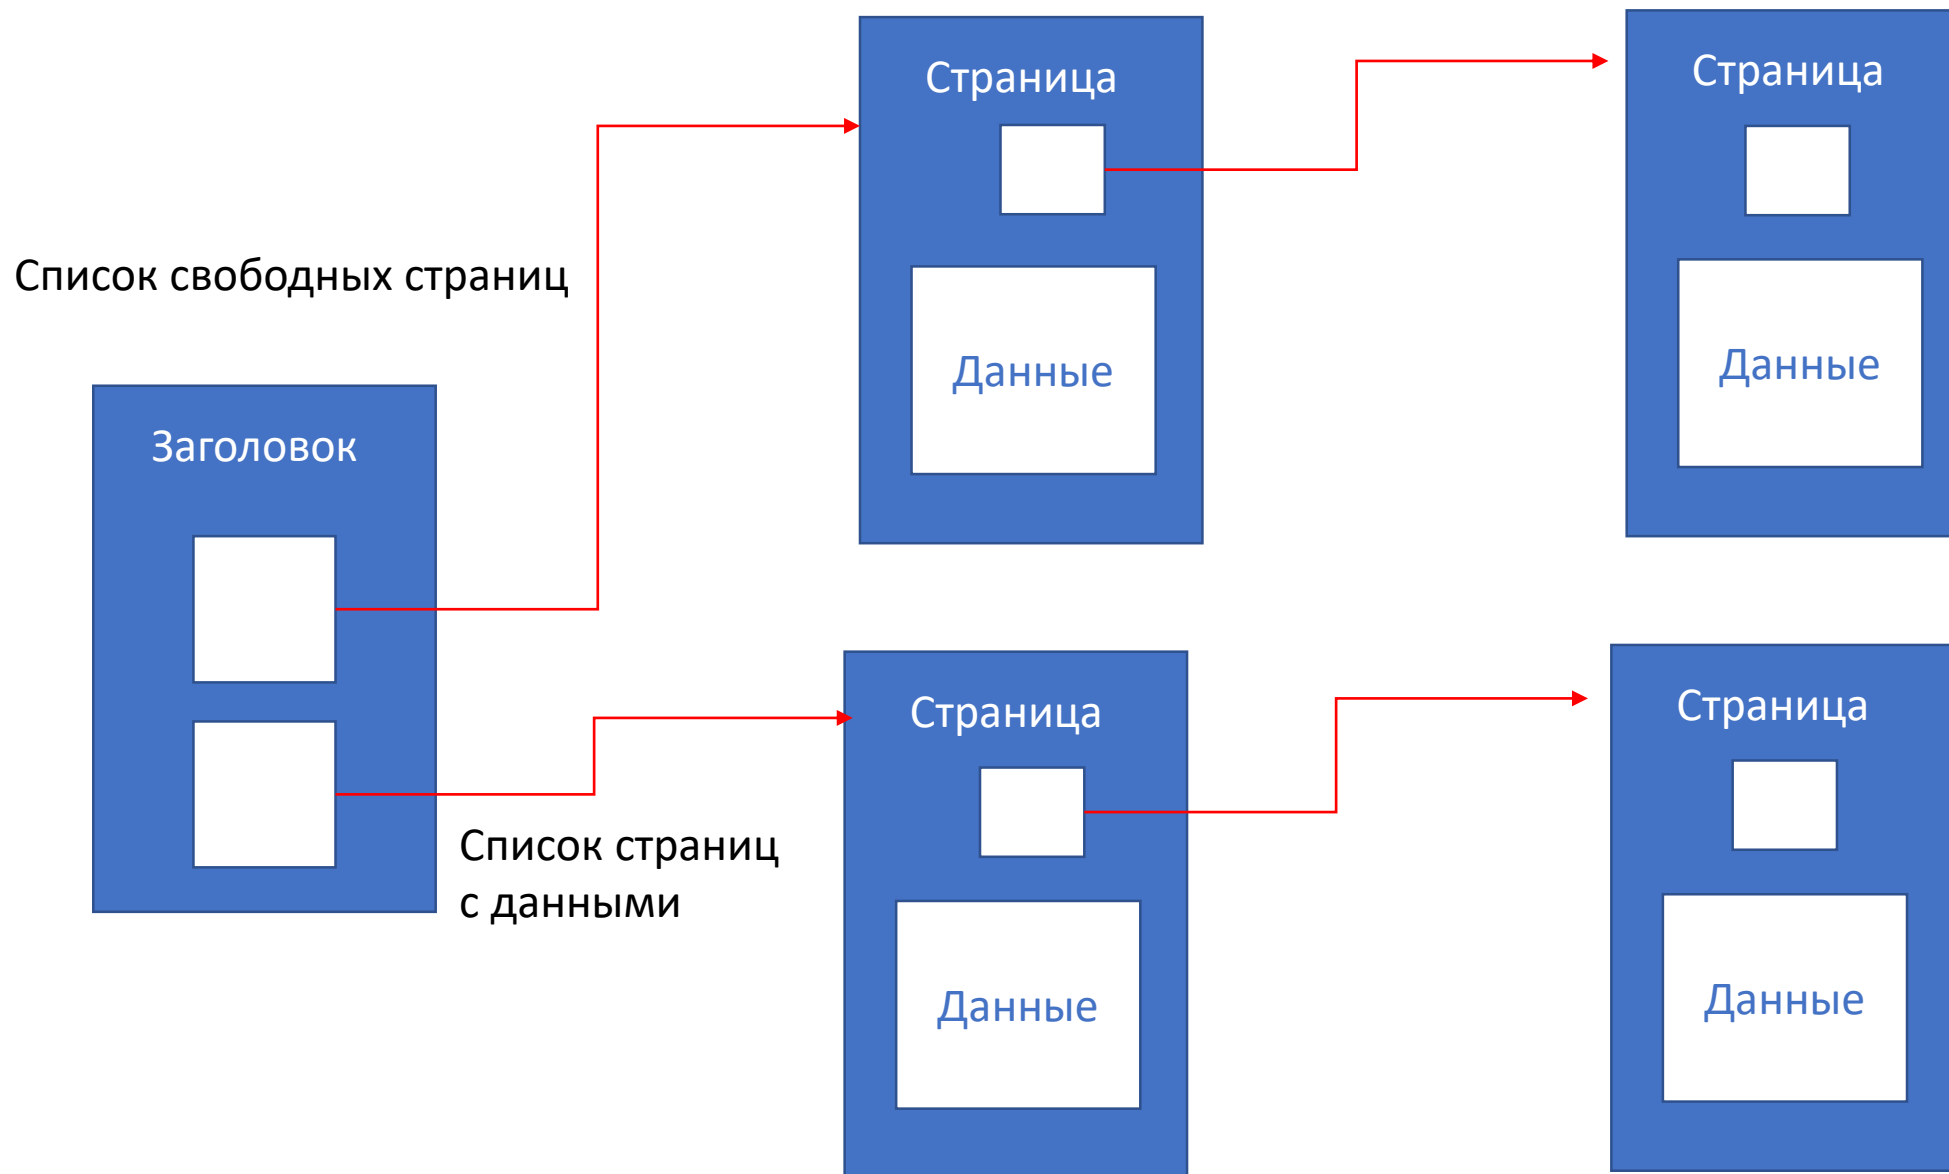 Страница
Страница
Список свободных страниц
Данные
Данные
Заголовок
Страница
Страница
Список страниц
с данными
Данные
Данные